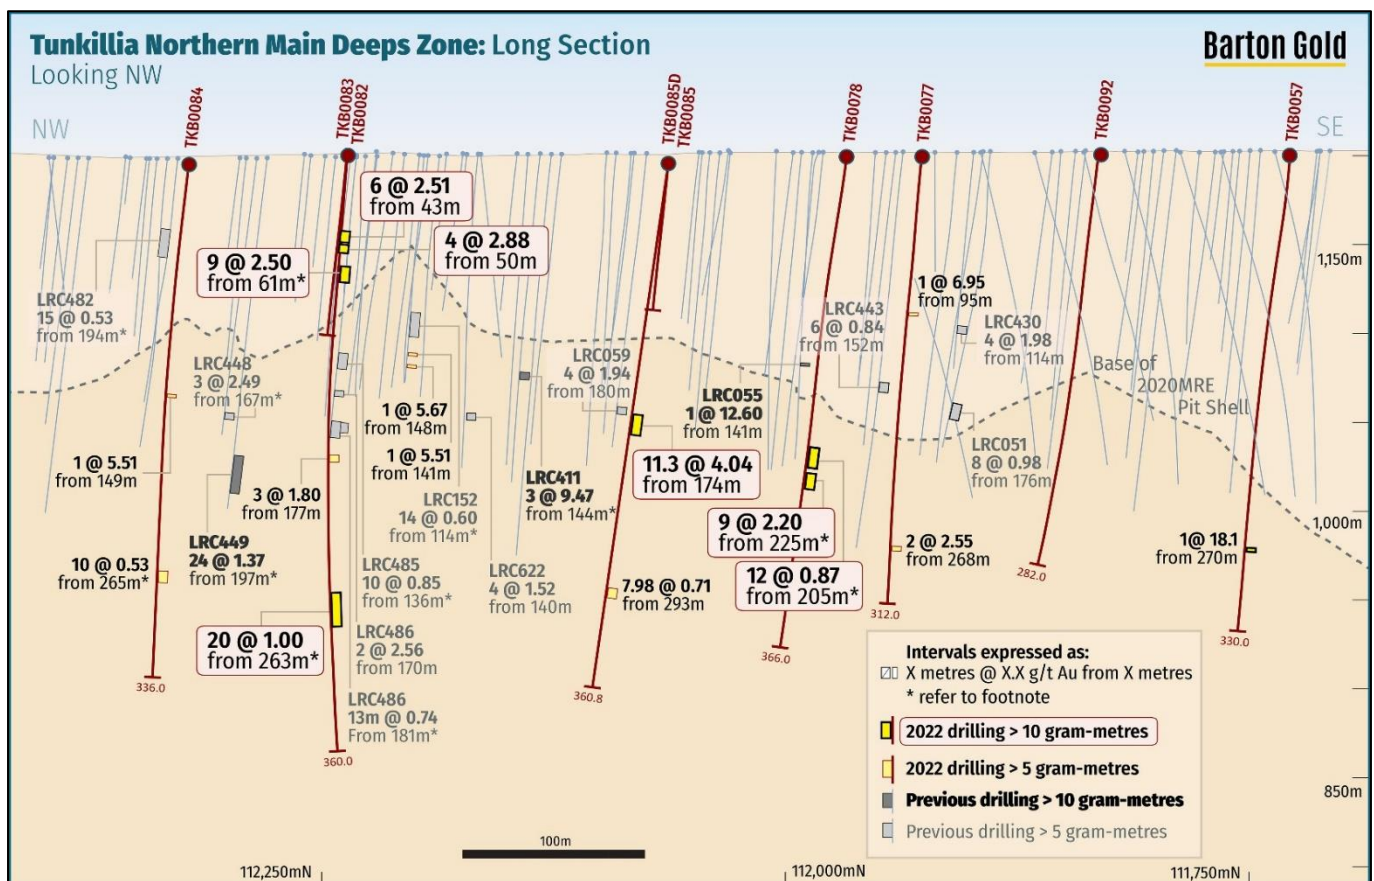 Tunkillia Northern Main Deeps Zone: Long Section
Looking NW
Barton Gold
NW
SE
TKB0084
TKB0083
TKB0082
TKB0085D
TKB0085
TKB0078
TKB0077
TKB0092
TKB0057
6 @ 2.51
from 43m
4 @ 2.88
from 50m
9 @ 2.50
from 61m*
1,150m
LRC482
15 @ 0.53
from 194m*
LRC448
3 @ 2.49
from 167m*
1 @ 5.67
from 148m
1 @ 5.51
from 141m
LRC059
4 @ 1.94
from 180m
LRC443
6 @ 0.84
from 152m
1 @ 6.95
from 95m
LRC430
4 @ 1.98
from 114m
LRC055
1 @ 12.60
from 141m
Base of
2020MRE
Pit Shell
LRC051
8 @ 0.98
from 176m
1 @ 5.51
from 149m
3 @ 1.80
from 177m
LRC152
14 @ 0.60
from 114m*
LRC411
3 @ 9.47
from 144m*
11.3 @ 4.04
from 174m
9 @ 2.20
from 225m*
12 @ 0.87
from 205m*
1,000m
10 @ 0.53
from 265m*
LRC449
24 @ 1.37
from 197m*
LRC485
10 @ 0.85
from 136m*
LRC622
4 @ 1.52
from 140m
7.98 @ 0.71
from 293m
2 @ 2.55
from 268m
1@ 18.1
from 270m
20 @ 1.00
from 263m*
LRC486
2 @ 2.56
from 170m
LRC486
13m @ 0.74
From 181m*
336.0
360.0
360.8
366.0
312.0
282.0
330.0
Intervals expressed as:
X metres @ X.X g/t Au from X metres
* refer to footnote
2022 drilling > 10 gram-metres
2022 drilling > 5 gram-metres
Previous drilling > 10 gram-metres
Previous drilling > 5 gram-metres
850m
100m
112,250mN
112,000mN
111,750mN